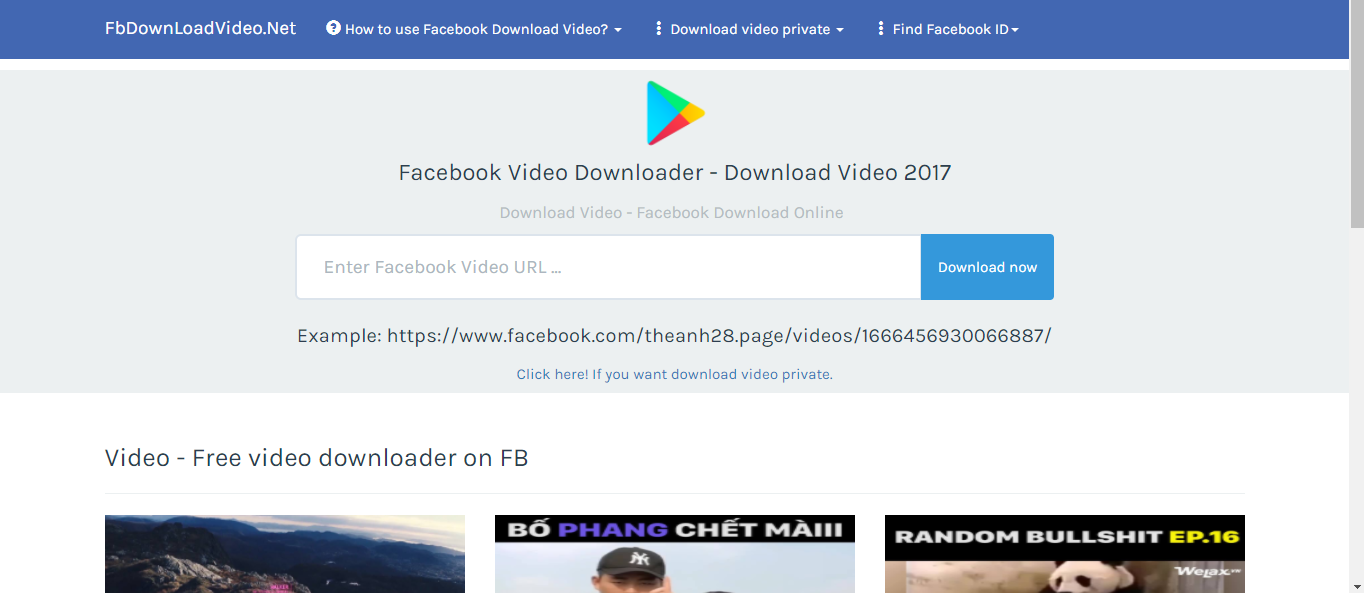 FbDownLoadVideo.Net
How to use Facebook Download Video?
Download video private
Find Facebook ID
Facebook Video Downloader - Download Video 2017
Download Video - Facebook Download Online
Enter Facebook Video URL ...
Download now
Example: https://www.facebook.com/theanh28.page/videos/1666456930066887/
Click here! If you want download video private.
Video - Free video downloader on FB
BỐ PHANG CHẾT MÀIII
RANDOM BULLSHIT EP.16
Welax
NY